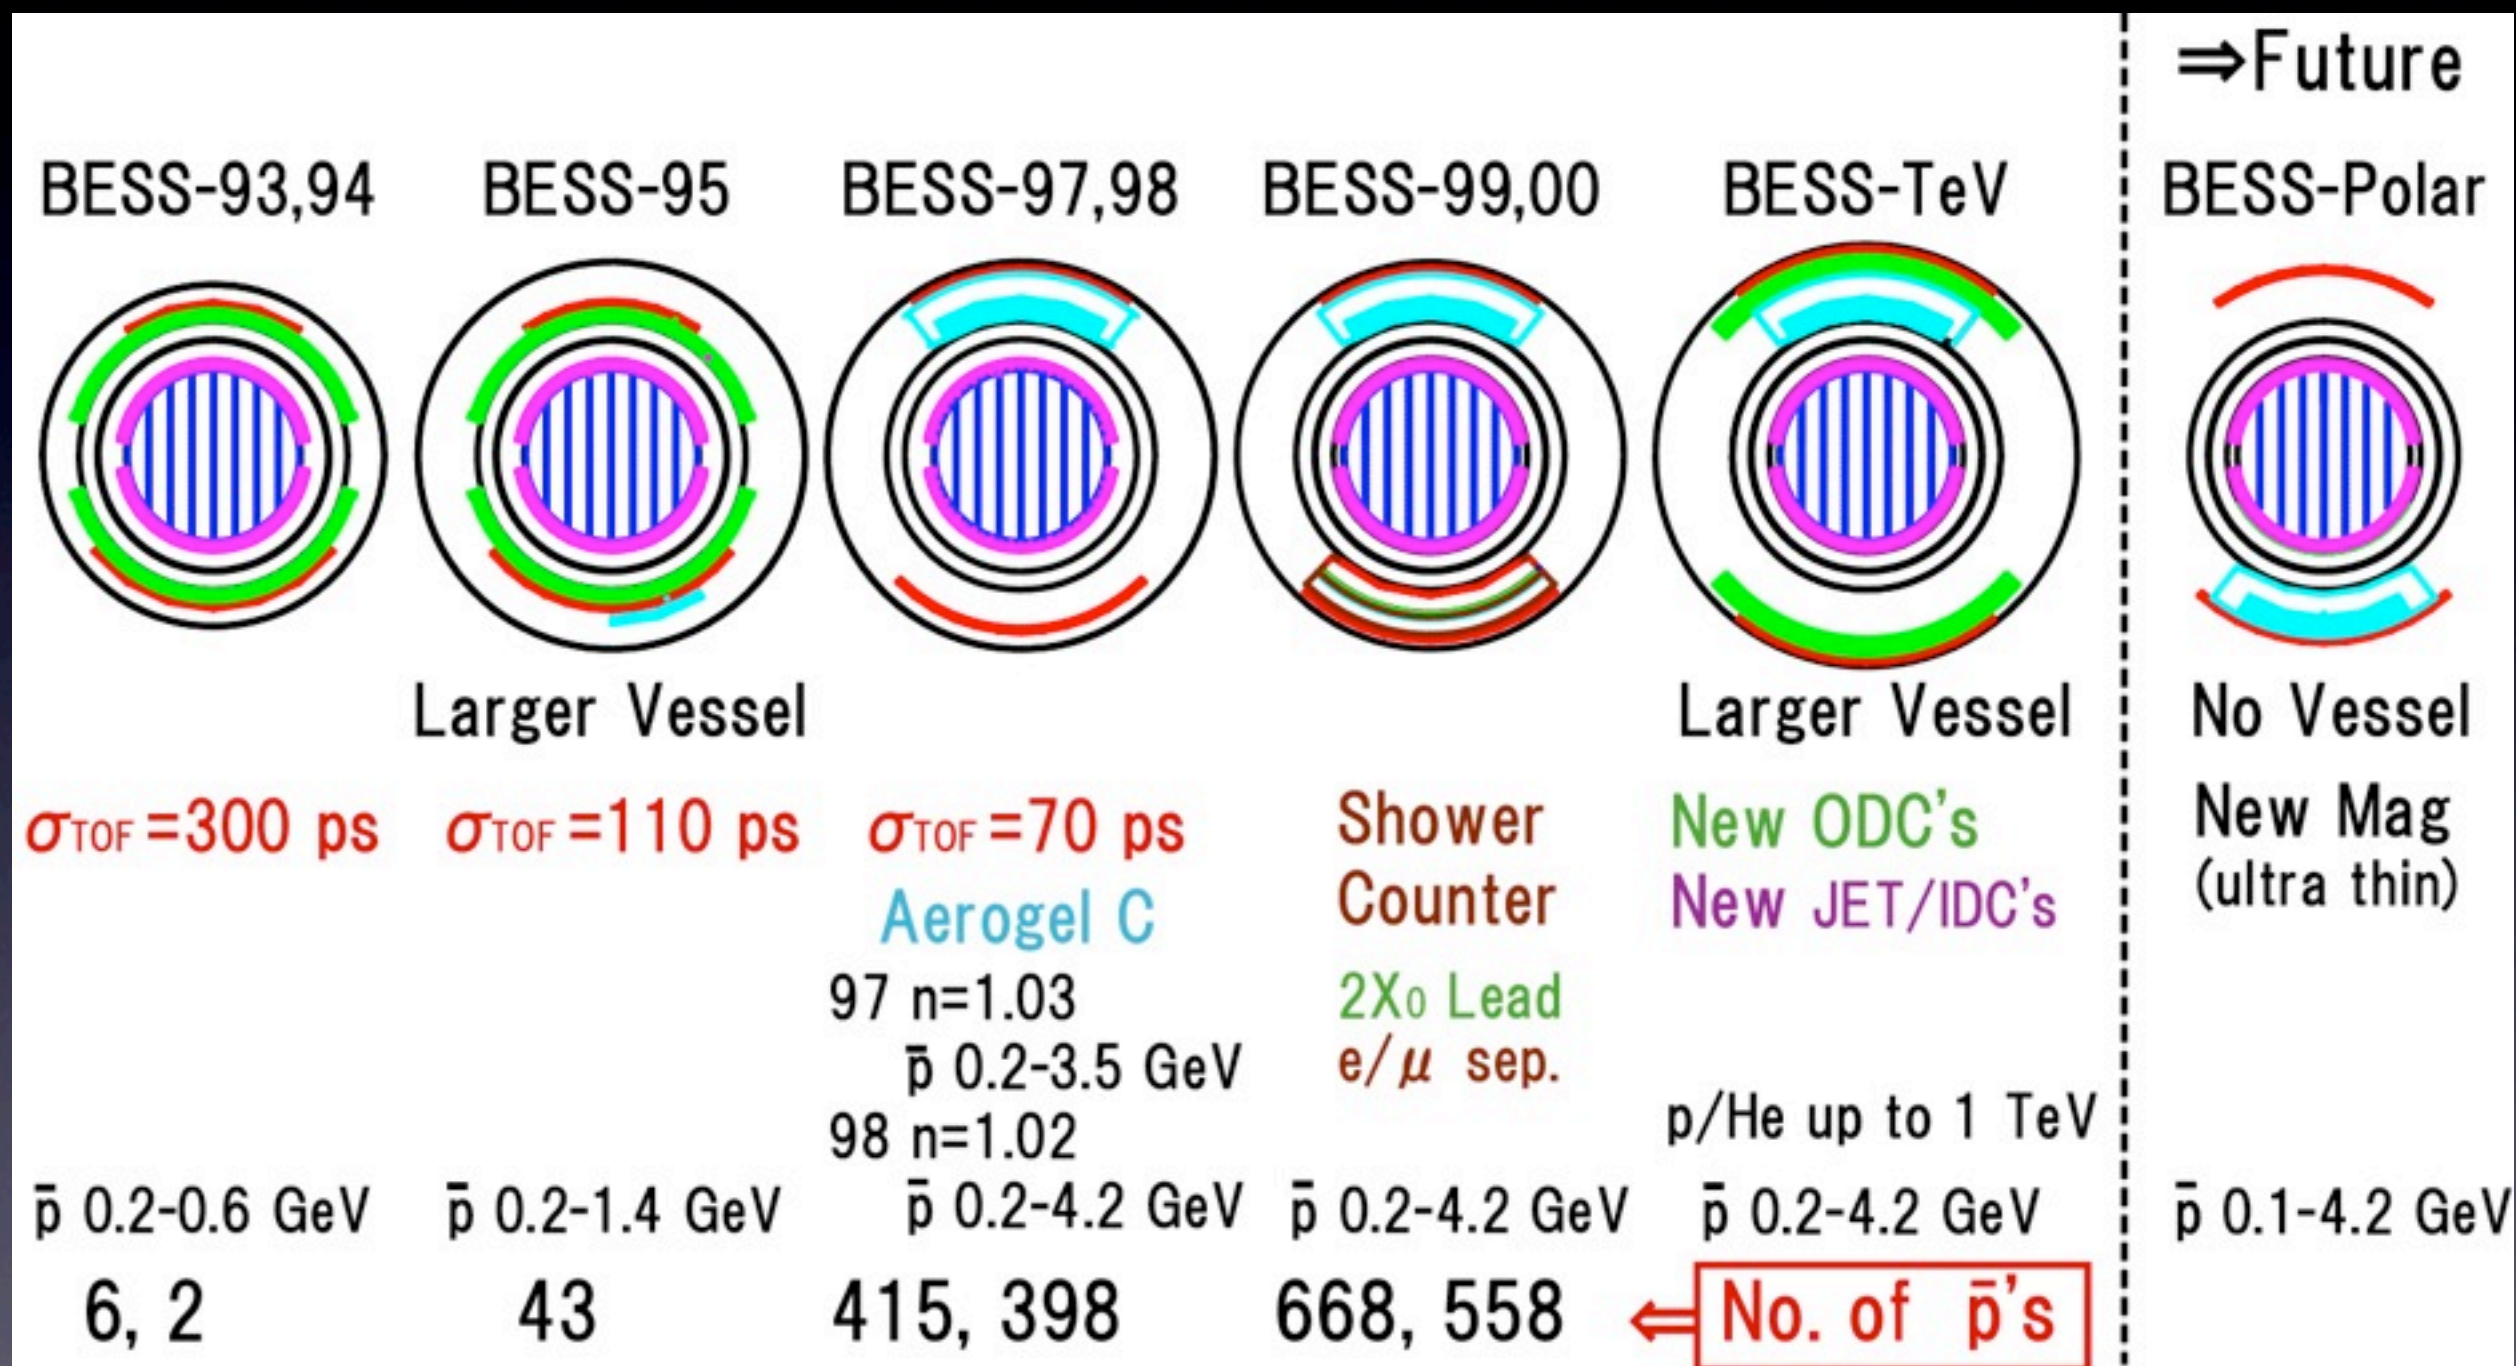 ⇒Future
BESS-93,94
BESS-95
BESS-97,98
BESS-99,00
BESS-TeV
BESS-Polar
Larger Vessel
Larger Vessel
No Vessel
σTOF =300 ps
σTOF =110 ps
σTOF =70 ps
Aerogel C
97 n=1.03
p̄ 0.2-3.5 GeV
98 n=1.02
Shower
Counter
2X₀ Lead
e/μ sep.
New ODC's
New JET/IDC's
p/He up to 1 TeV
New Mag
(ultra thin)
p̄ 0.2-0.6 GeV
p̄ 0.2-1.4 GeV
p̄ 0.2-4.2 GeV
p̄ 0.2-4.2 GeV
p̄ 0.2-4.2 GeV
p̄ 0.1-4.2 GeV
6, 2
43
415, 398
668, 558
⇐ No. of p̄'s